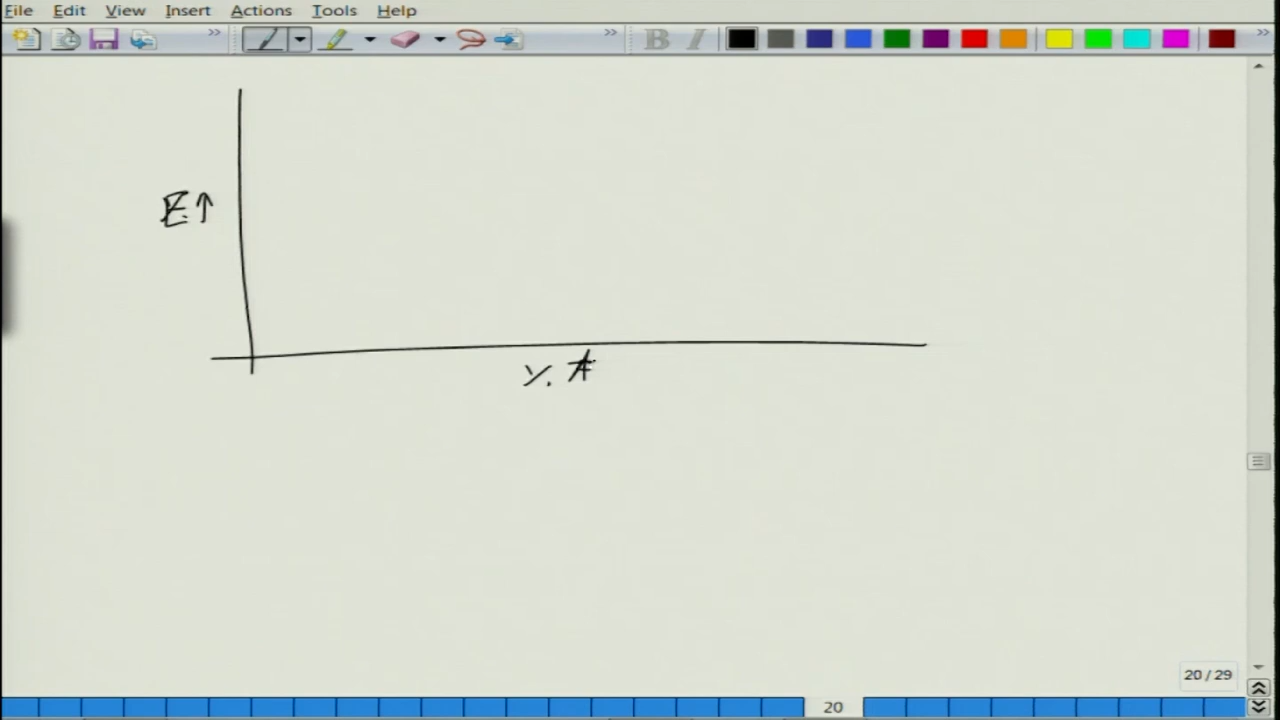 File Edit View Insert Actions Tools Help
B I
E↑
%. A
20 / 29
20